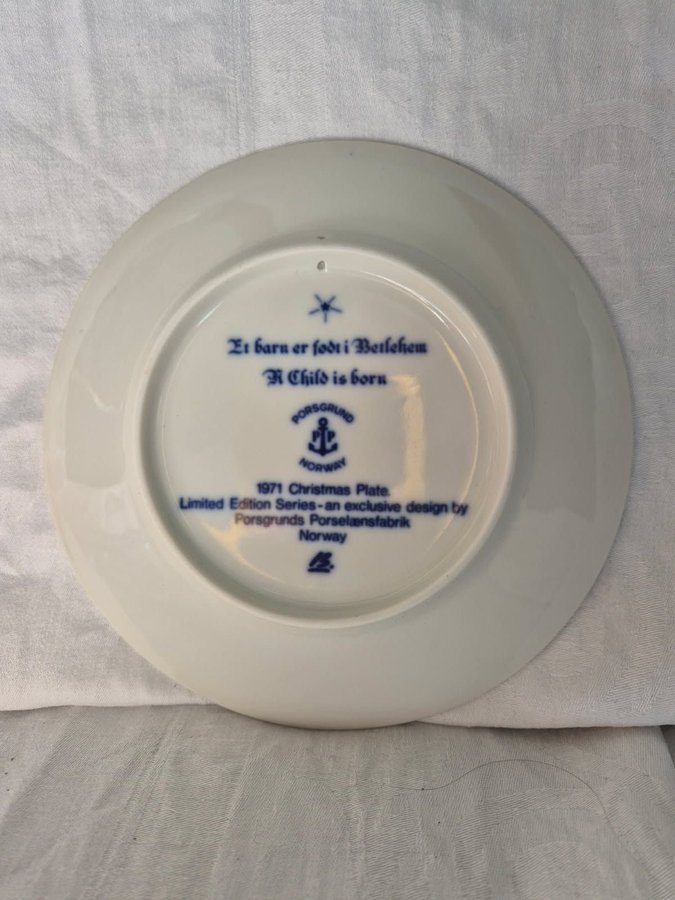 Et barn er født i Betlehem
A Child is born
PORSGRUND
P P
NORWAY
1971 Christmas Plate.
Limited Edition Series-an exclusive design by
Porsgrunds Porselænsfabrik
Norway